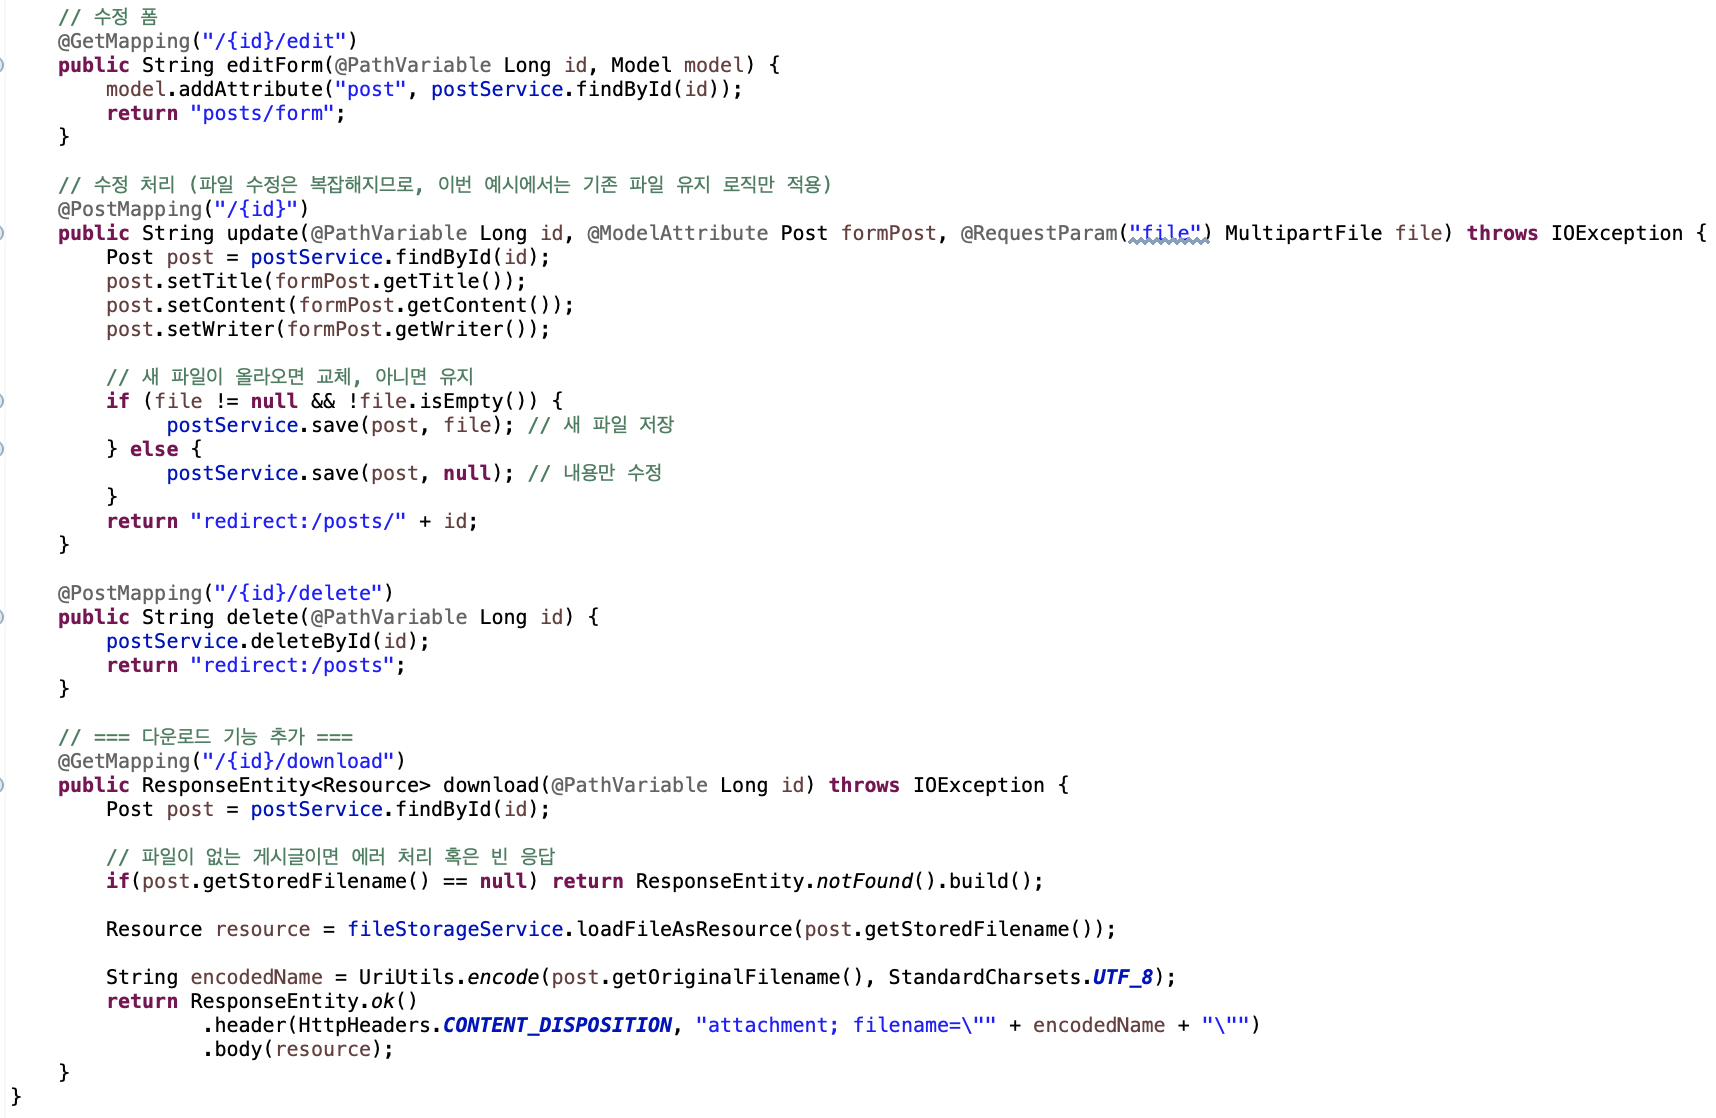 // 수정 폼
@GetMapping("/{id}/edit")
public String editForm(@PathVariable Long id, Model model) {
model.addAttribute("post", postService.findById(id));
return "posts/form";
}
// 수정 처리 (파일 수정은 복잡해지므로, 이번 예시에서는 기존 파일 유지 로직만 적용)
@PostMapping("/{id}")
public String update(@PathVariable Long id, @ModelAttribute Post formPost, @RequestParam("file") MultipartFile file) throws IOException {
Post post = postService.findById(id);
post.setTitle(formPost.getTitle());
post.setContent(formPost.getContent());
post.setWriter(formPost.getWriter());
// 새 파일이 올라오면 교체, 아니면 유지
if (file != null && !file.isEmpty()) {
postService.save(post, file); // 새 파일 저장
} else {
postService.save(post, null); // 내용만 수정
}
return "redirect:/posts/" + id;
}
@PostMapping("/{id}/delete")
public String delete(@PathVariable Long id) {
postService.deleteById(id);
return "redirect:/posts";
}
// === 다운로드 기능 추가 ===
@GetMapping("/{id}/download")
public ResponseEntity<Resource> download(@PathVariable Long id) throws IOException {
Post post = postService.findById(id);
// 파일이 없는 게시글이면 에러 처리 혹은 빈 응답
if(post.getStoredFilename() == null) return ResponseEntity.notFound().build();
Resource resource = fileStorageService.loadFileAsResource(post.getStoredFilename());
String encodedName = UriUtils.encode(post.getOriginalFilename(), StandardCharsets.UTF_8);
return ResponseEntity.ok()
.header(HttpHeaders.CONTENT_DISPOSITION, "attachment; filename=\"" + encodedName + "\"")
.body(resource);
}
}